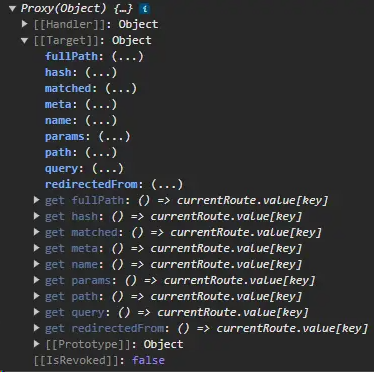 ▼ Proxy(Object) {…} i
▶ [[Handler]]: Object
▼ [[Target]]: Object
fullPath: (...)
hash: (...)
matched: (...)
meta: (...)
name: (...)
params: (...)
path: (...)
query: (...)
redirectedFrom: (...)
▶ get fullPath: () => currentRoute.value[key]
▶ get hash: () => currentRoute.value[key]
▶ get matched: () => currentRoute.value[key]
▶ get meta: () => currentRoute.value[key]
▶ get name: () => currentRoute.value[key]
▶ get params: () => currentRoute.value[key]
▶ get path: () => currentRoute.value[key]
▶ get query: () => currentRoute.value[key]
▶ get redirectedFrom: () => currentRoute.value[key]
▶ [[Prototype]]: Object
[[IsRevoked]]: false